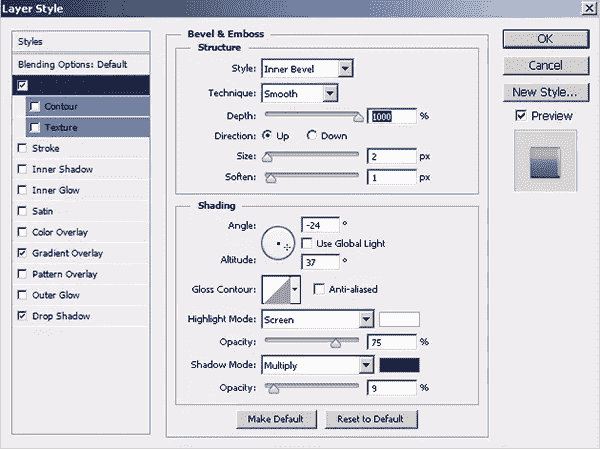 Layer Style
Styles
Blending Options: Default
Contour
Texture
Stroke
Inner Shadow
Inner Glow
Satin
Color Overlay
Gradient Overlay
Pattern Overlay
Outer Glow
Drop Shadow
Bevel & Emboss
Structure
Style: Inner Bevel
Technique: Smooth
Depth: 1000 %
Direction: Up Down
Size: 2 px
Soften: 1 px
Shading
Angle: -24 °
Use Global Light
Altitude: 37 °
Gloss Contour: Anti-aliased
Highlight Mode: Screen
Opacity: 75 %
Shadow Mode: Multiply
Opacity: 9 %
Make Default Reset to Default
OK
Cancel
New Style...
Preview